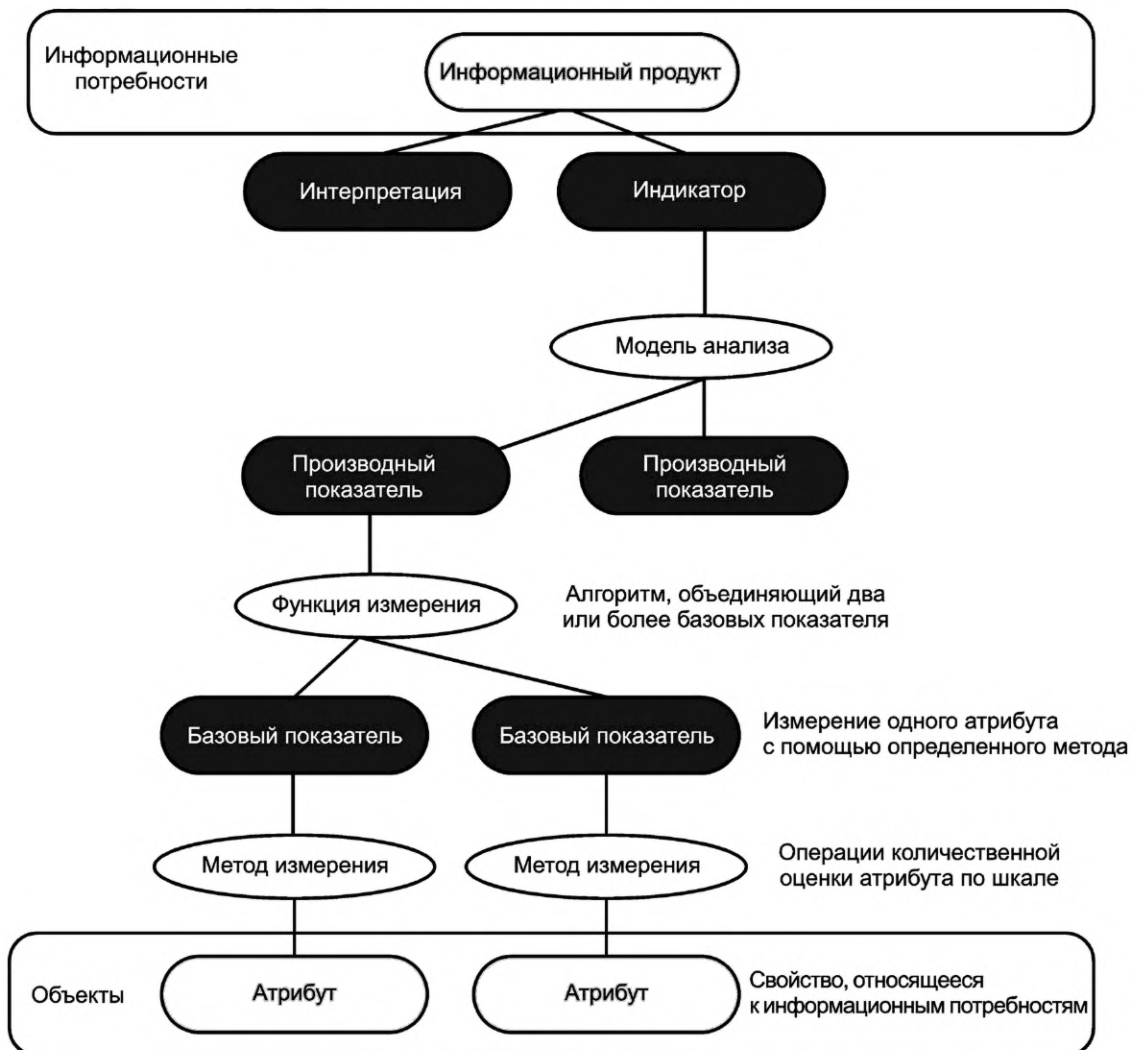 Информационные
потребности
Информационный продукт
Интерпретация
Индикатор
Модель анализа
Производный
показатель
Производный
показатель
Функция измерения
Алгоритм, объединяющий два
или более базовых показателя
Базовый показатель
Базовый показатель
Измерение одного атрибута
с помощью определенного метода
Метод измерения
Метод измерения
Операции количественной
оценки атрибута по шкале
Объекты
Атрибут
Атрибут
Свойство, относящееся
к информационным потребностям